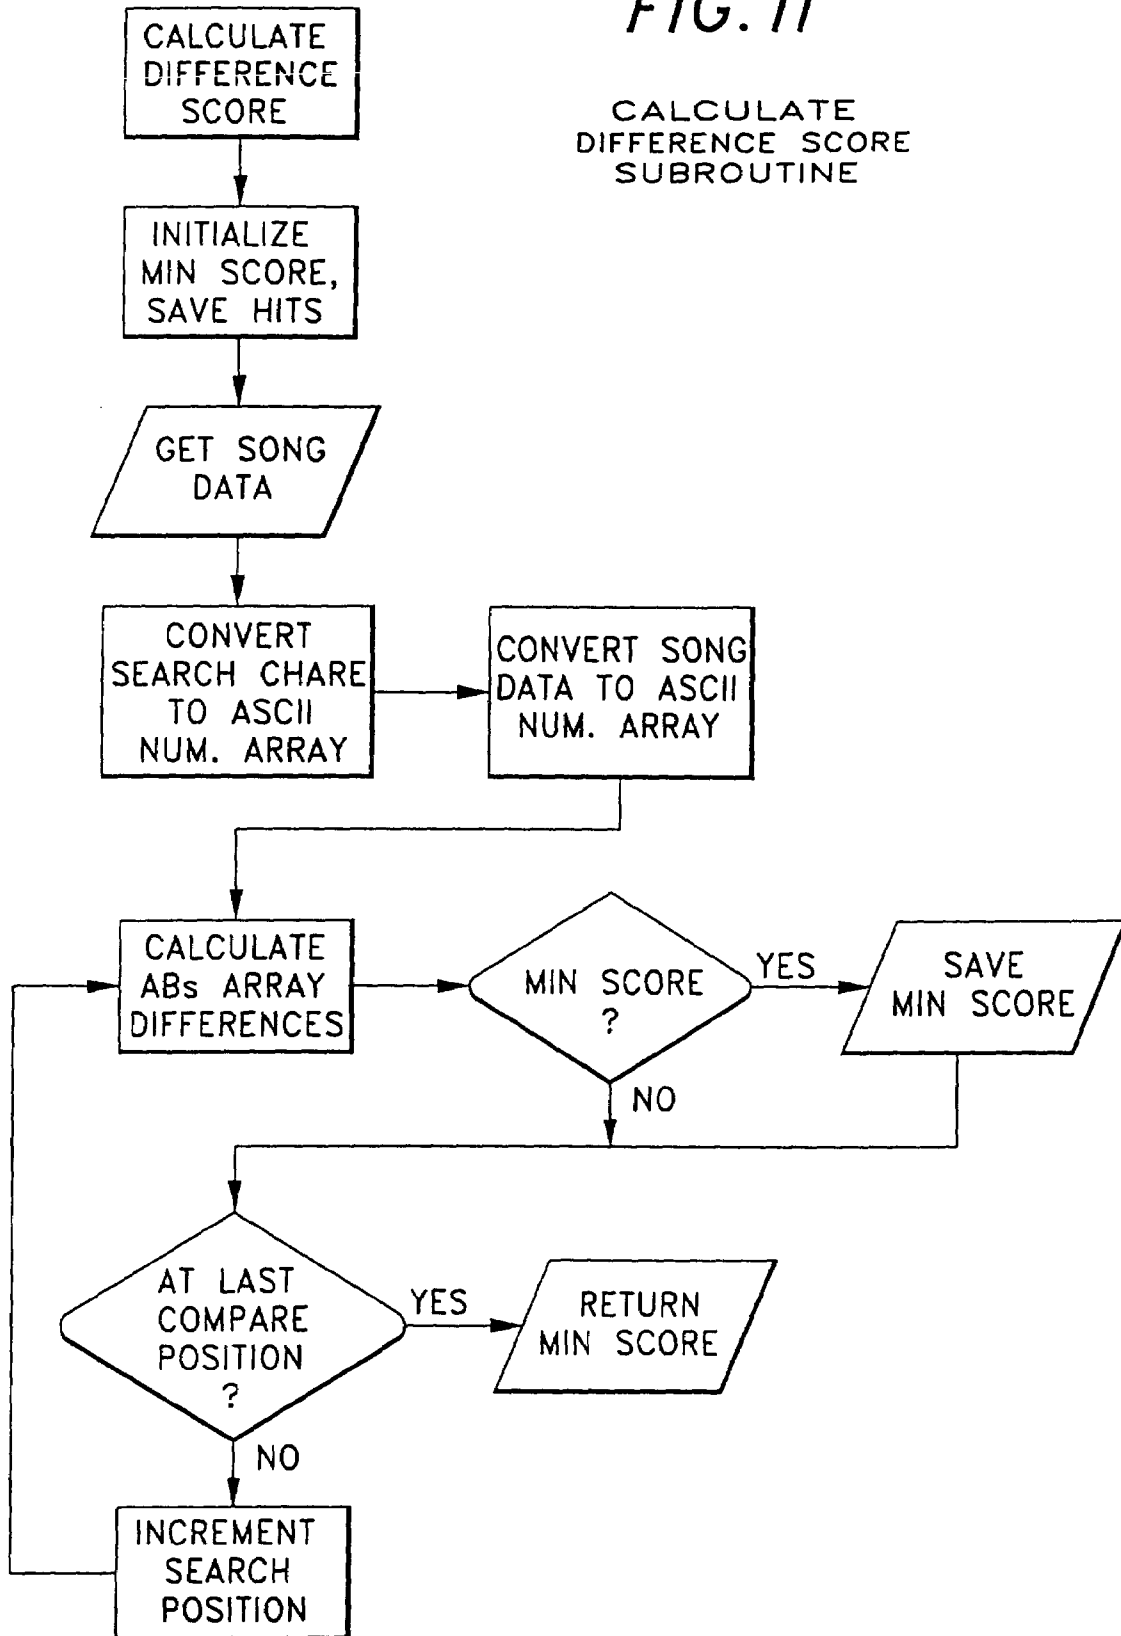 FIG. 11
CALCULATE
DIFFERENCE SCORE
SUBROUTINE
CALCULATE
DIFFERENCE
SCORE
INITIALIZE
MIN SCORE,
SAVE HITS
GET SONG
DATA
CONVERT
SEARCH CHARE
TO ASCII
NUM. ARRAY
CONVERT SONG
DATA TO ASCII
NUM. ARRAY
CALCULATE
ABs ARRAY
DIFFERENCES
MIN SCORE
?
YES
SAVE
MIN SCORE
NO
AT LAST
COMPARE
POSITION
?
YES
RETURN
MIN SCORE
NO
INCREMENT
SEARCH
POSITION